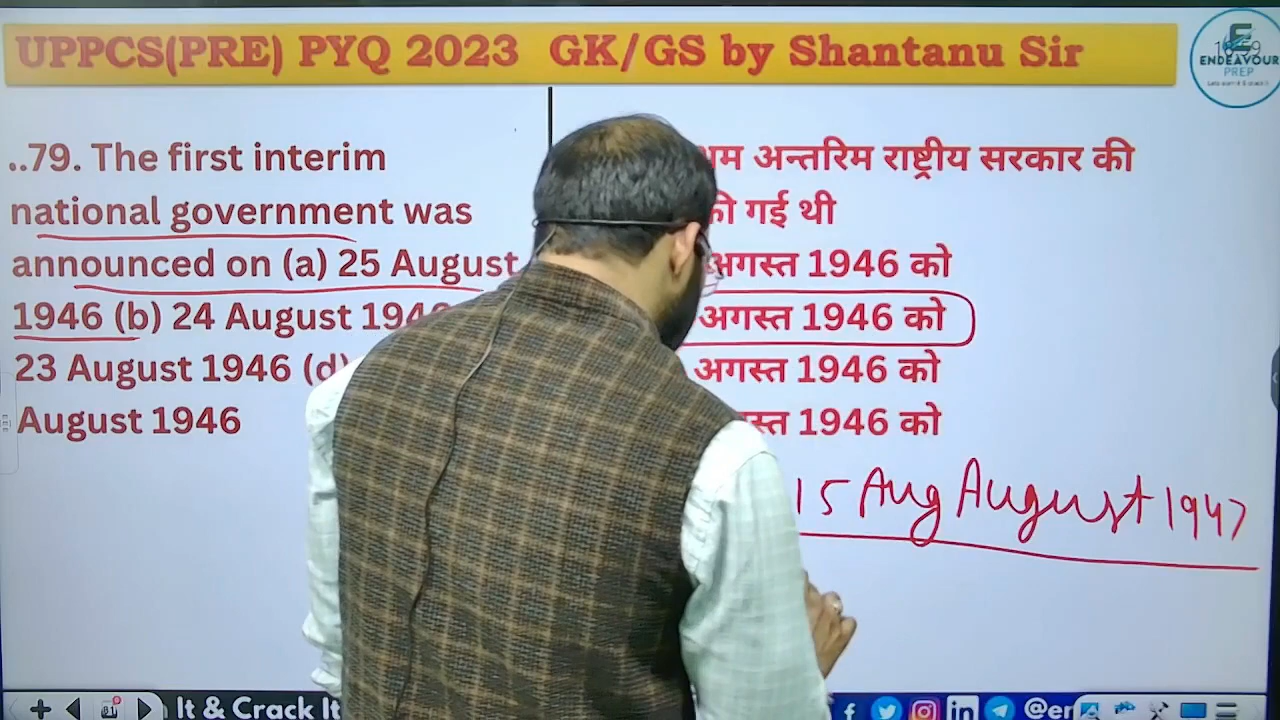 UPPCS(PRE) PYQ 2023 GK/GS by Shantanu Sir
ENDEAVOUR
PREP
..79. The first interim
national government was
announced on (a) 25 August
1946 (b) 24 August 1946
23 August 1946 (d)
August 1946
अन्तरिम राष्ट्रीय सरकार की
गई थी
अगस्त 1946 को
अगस्त 1946 को
अगस्त 1946 को
1946 को
15 Aug August 1947
It & Crack It